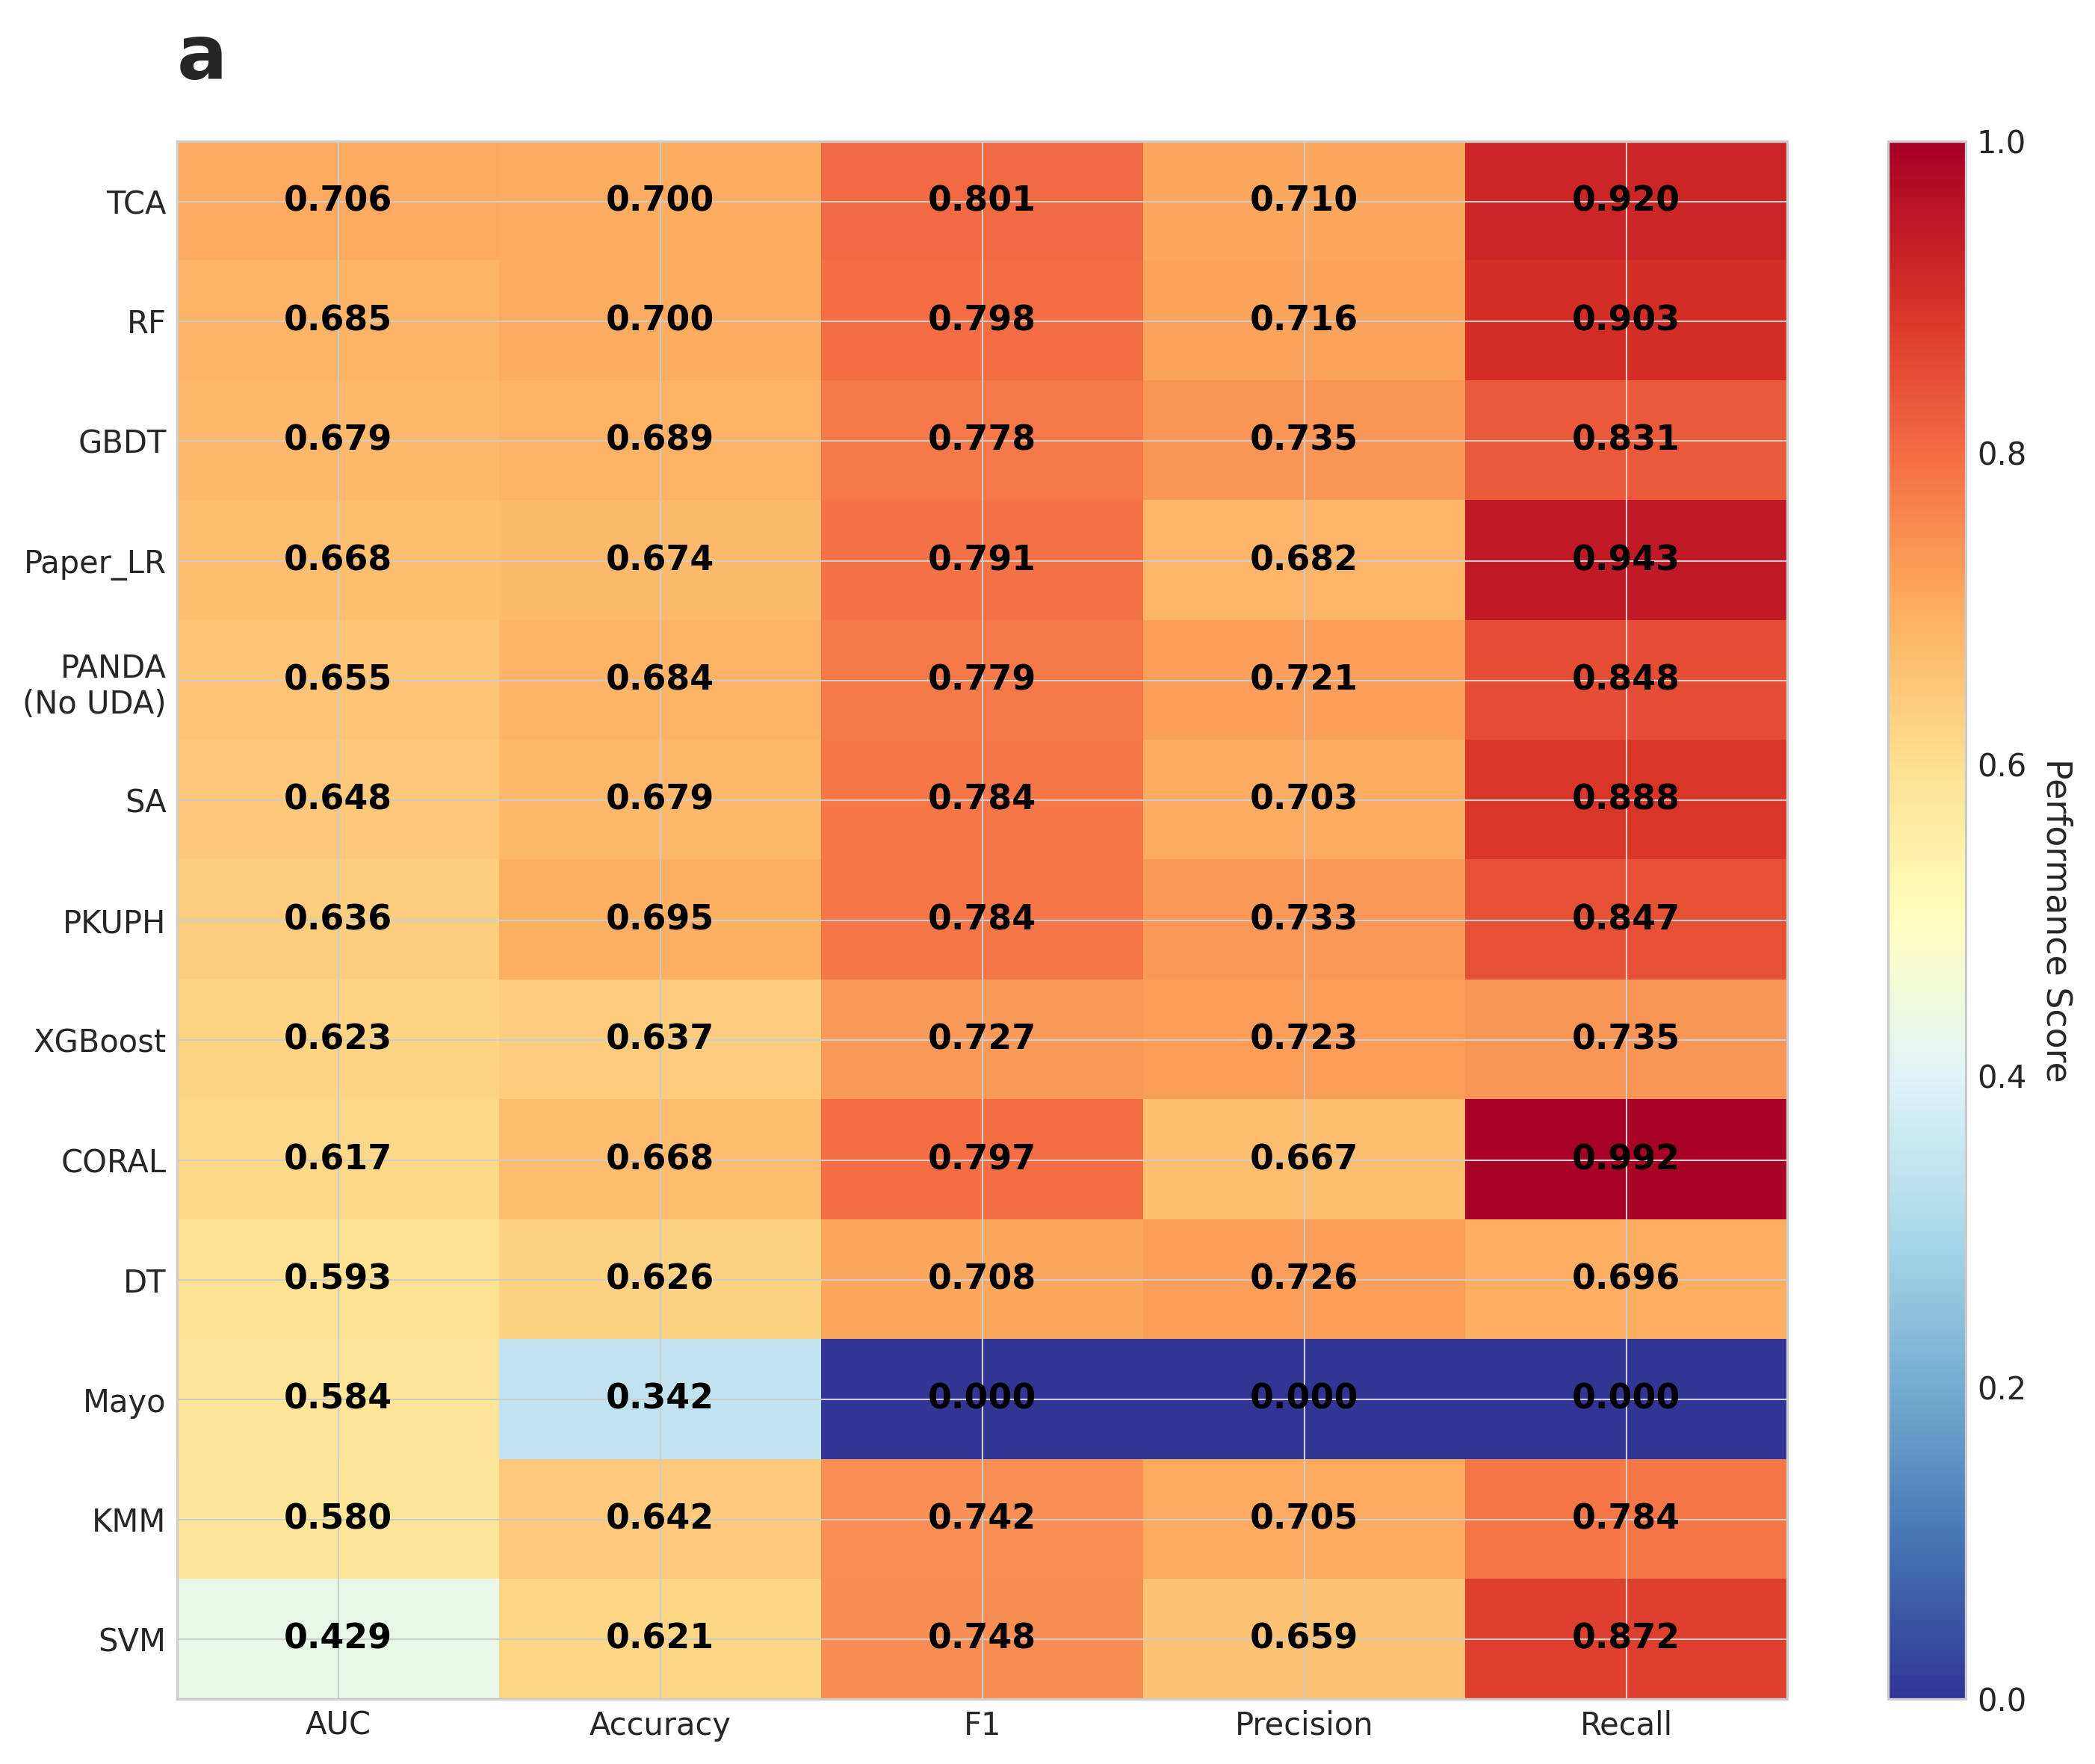 a
TCA 0.706 0.700 0.801 0.710 0.920
RF 0.685 0.700 0.798 0.716 0.903
GBDT 0.679 0.689 0.778 0.735 0.831
Paper_LR 0.668 0.674 0.791 0.682 0.943
PANDA
(No UDA) 0.655 0.684 0.779 0.721 0.848
SA 0.648 0.679 0.784 0.703 0.888
PKUPH 0.636 0.695 0.784 0.733 0.847
XGBoost 0.623 0.637 0.727 0.723 0.735
CORAL 0.617 0.668 0.797 0.667 0.992
DT 0.593 0.626 0.708 0.726 0.696
Mayo 0.584 0.342 0.000 0.000 0.000
KMM 0.580 0.642 0.742 0.705 0.784
SVM 0.429 0.621 0.748 0.659 0.872
AUC Accuracy F1 Precision Recall
1.0
0.8
0.6
0.4
0.2
0.0
Performance Score